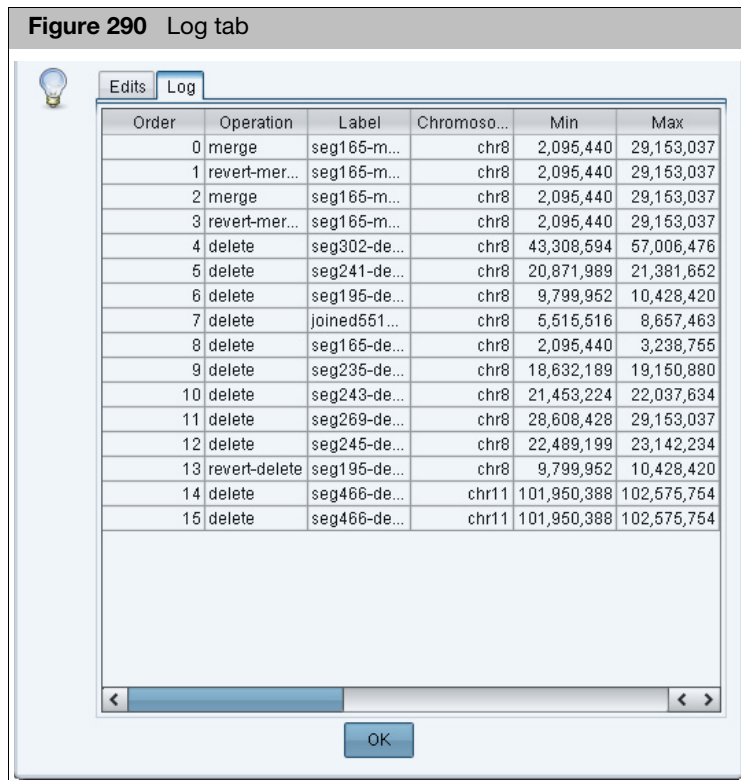 Figure 290 Log tab
Edits Log
Order Operation Label Chromoso... Min Max
0 merge seg165-m... chr8 2,095,440 29,153,037
1 revert-mer... seg165-m... chr8 2,095,440 29,153,037
2 merge seg165-m... chr8 2,095,440 29,153,037
3 revert-mer... seg165-m... chr8 2,095,440 29,153,037
4 delete seg302-de... chr8 43,308,594 57,006,476
5 delete seg241-de... chr8 20,871,989 21,381,652
6 delete seg195-de... chr8 9,799,952 10,428,420
7 delete joined551... chr8 5,515,516 8,657,463
8 delete seg165-de... chr8 2,095,440 3,238,755
9 delete seg235-de... chr8 18,632,189 19,150,880
10 delete seg243-de... chr8 21,453,224 22,037,634
11 delete seg269-de... chr8 28,608,428 29,153,037
12 delete seg245-de... chr8 22,489,199 23,142,234
13 revert-delete seg195-de... chr8 9,799,952 10,428,420
14 delete seg466-de... chr11 101,950,388 102,575,754
15 delete seg466-de... chr11 101,950,388 102,575,754
OK